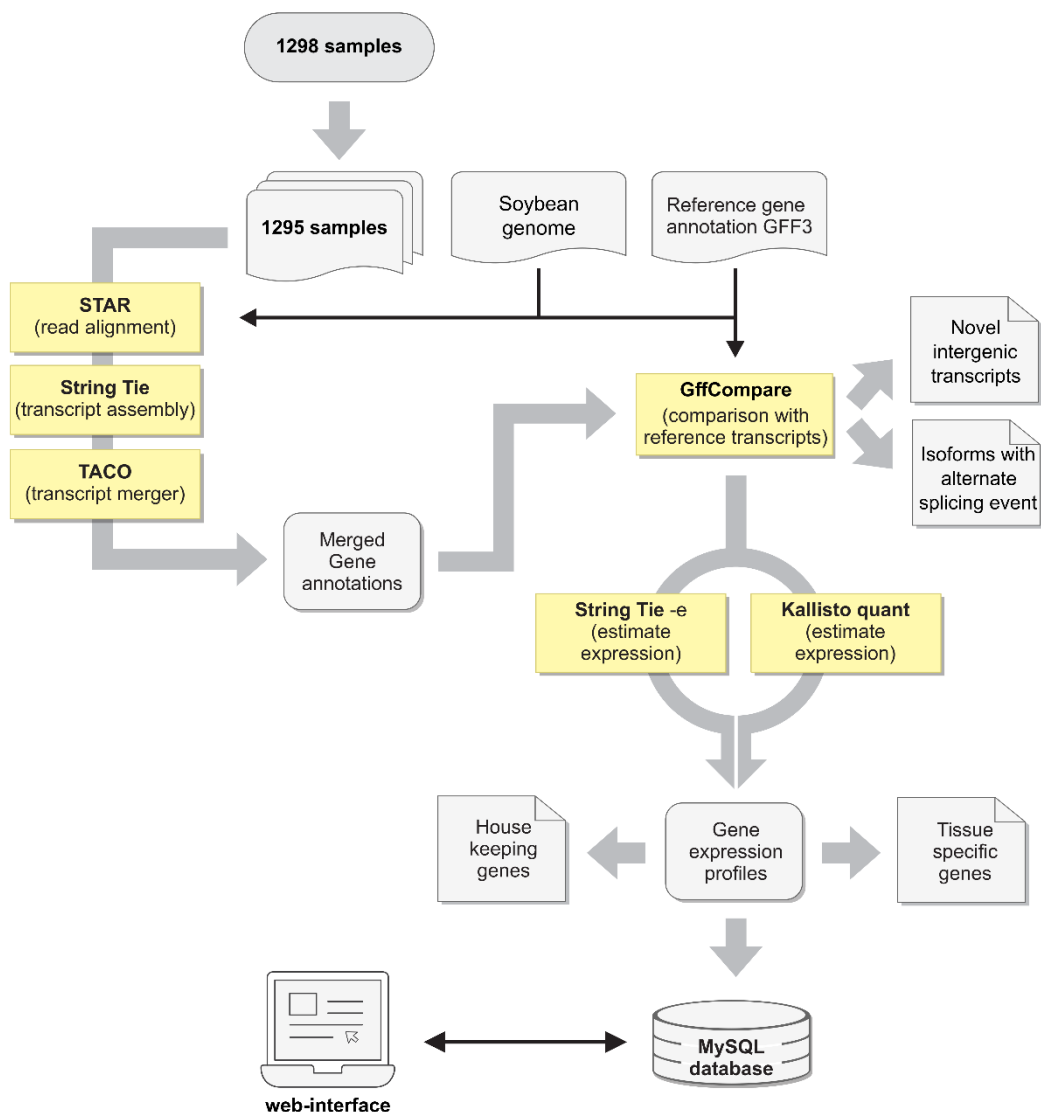 1298 samples
1295 samples
Soybean
genome
Reference gene
annotation GFF3
STAR
(read alignment)
String Tie
(transcript assembly)
TACO
(transcript merger)
Merged
Gene
annotations
GffCompare
(comparison with
reference transcripts)
Novel
intergenic
transcripts
Isoforms with
alternate
splicing event
String Tie -e
(estimate
expression)
Kallisto quant
(estimate
expression)
House
keeping
genes
Gene
expression
profiles
Tissue
specific
genes
MySQL
database
web-interface